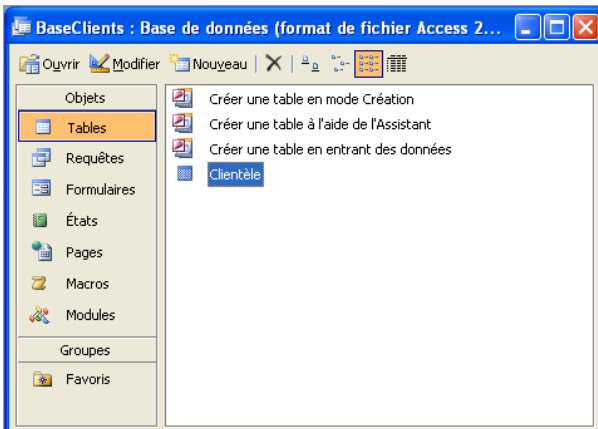 BaseClients : Base de données (format de fichier Access 2...
Ouvrir Modifier Nouveau
Objets
Tables
Requêtes
Formulaires
États
Pages
Macros
Modules
Groupes
Favoris
Créer une table en mode Création
Créer une table à l'aide de l'Assistant
Créer une table en entrant des données
Clientèle